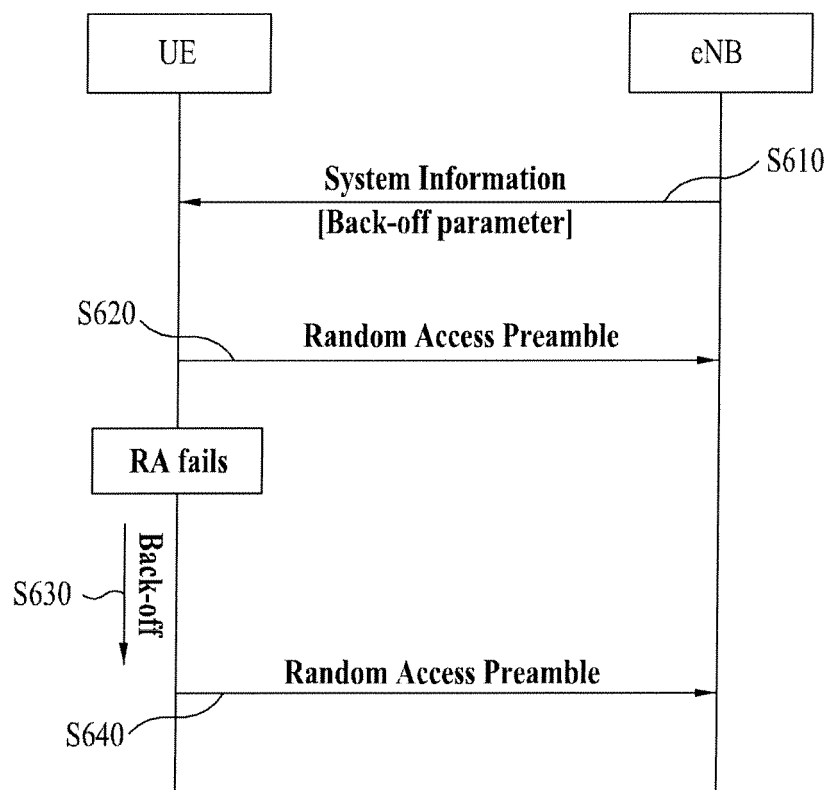 UE
eNB
S610
System Information
[Back-off parameter]
S620
Random Access Preamble
RA fails
Back-off
S630
Random Access Preamble
S640